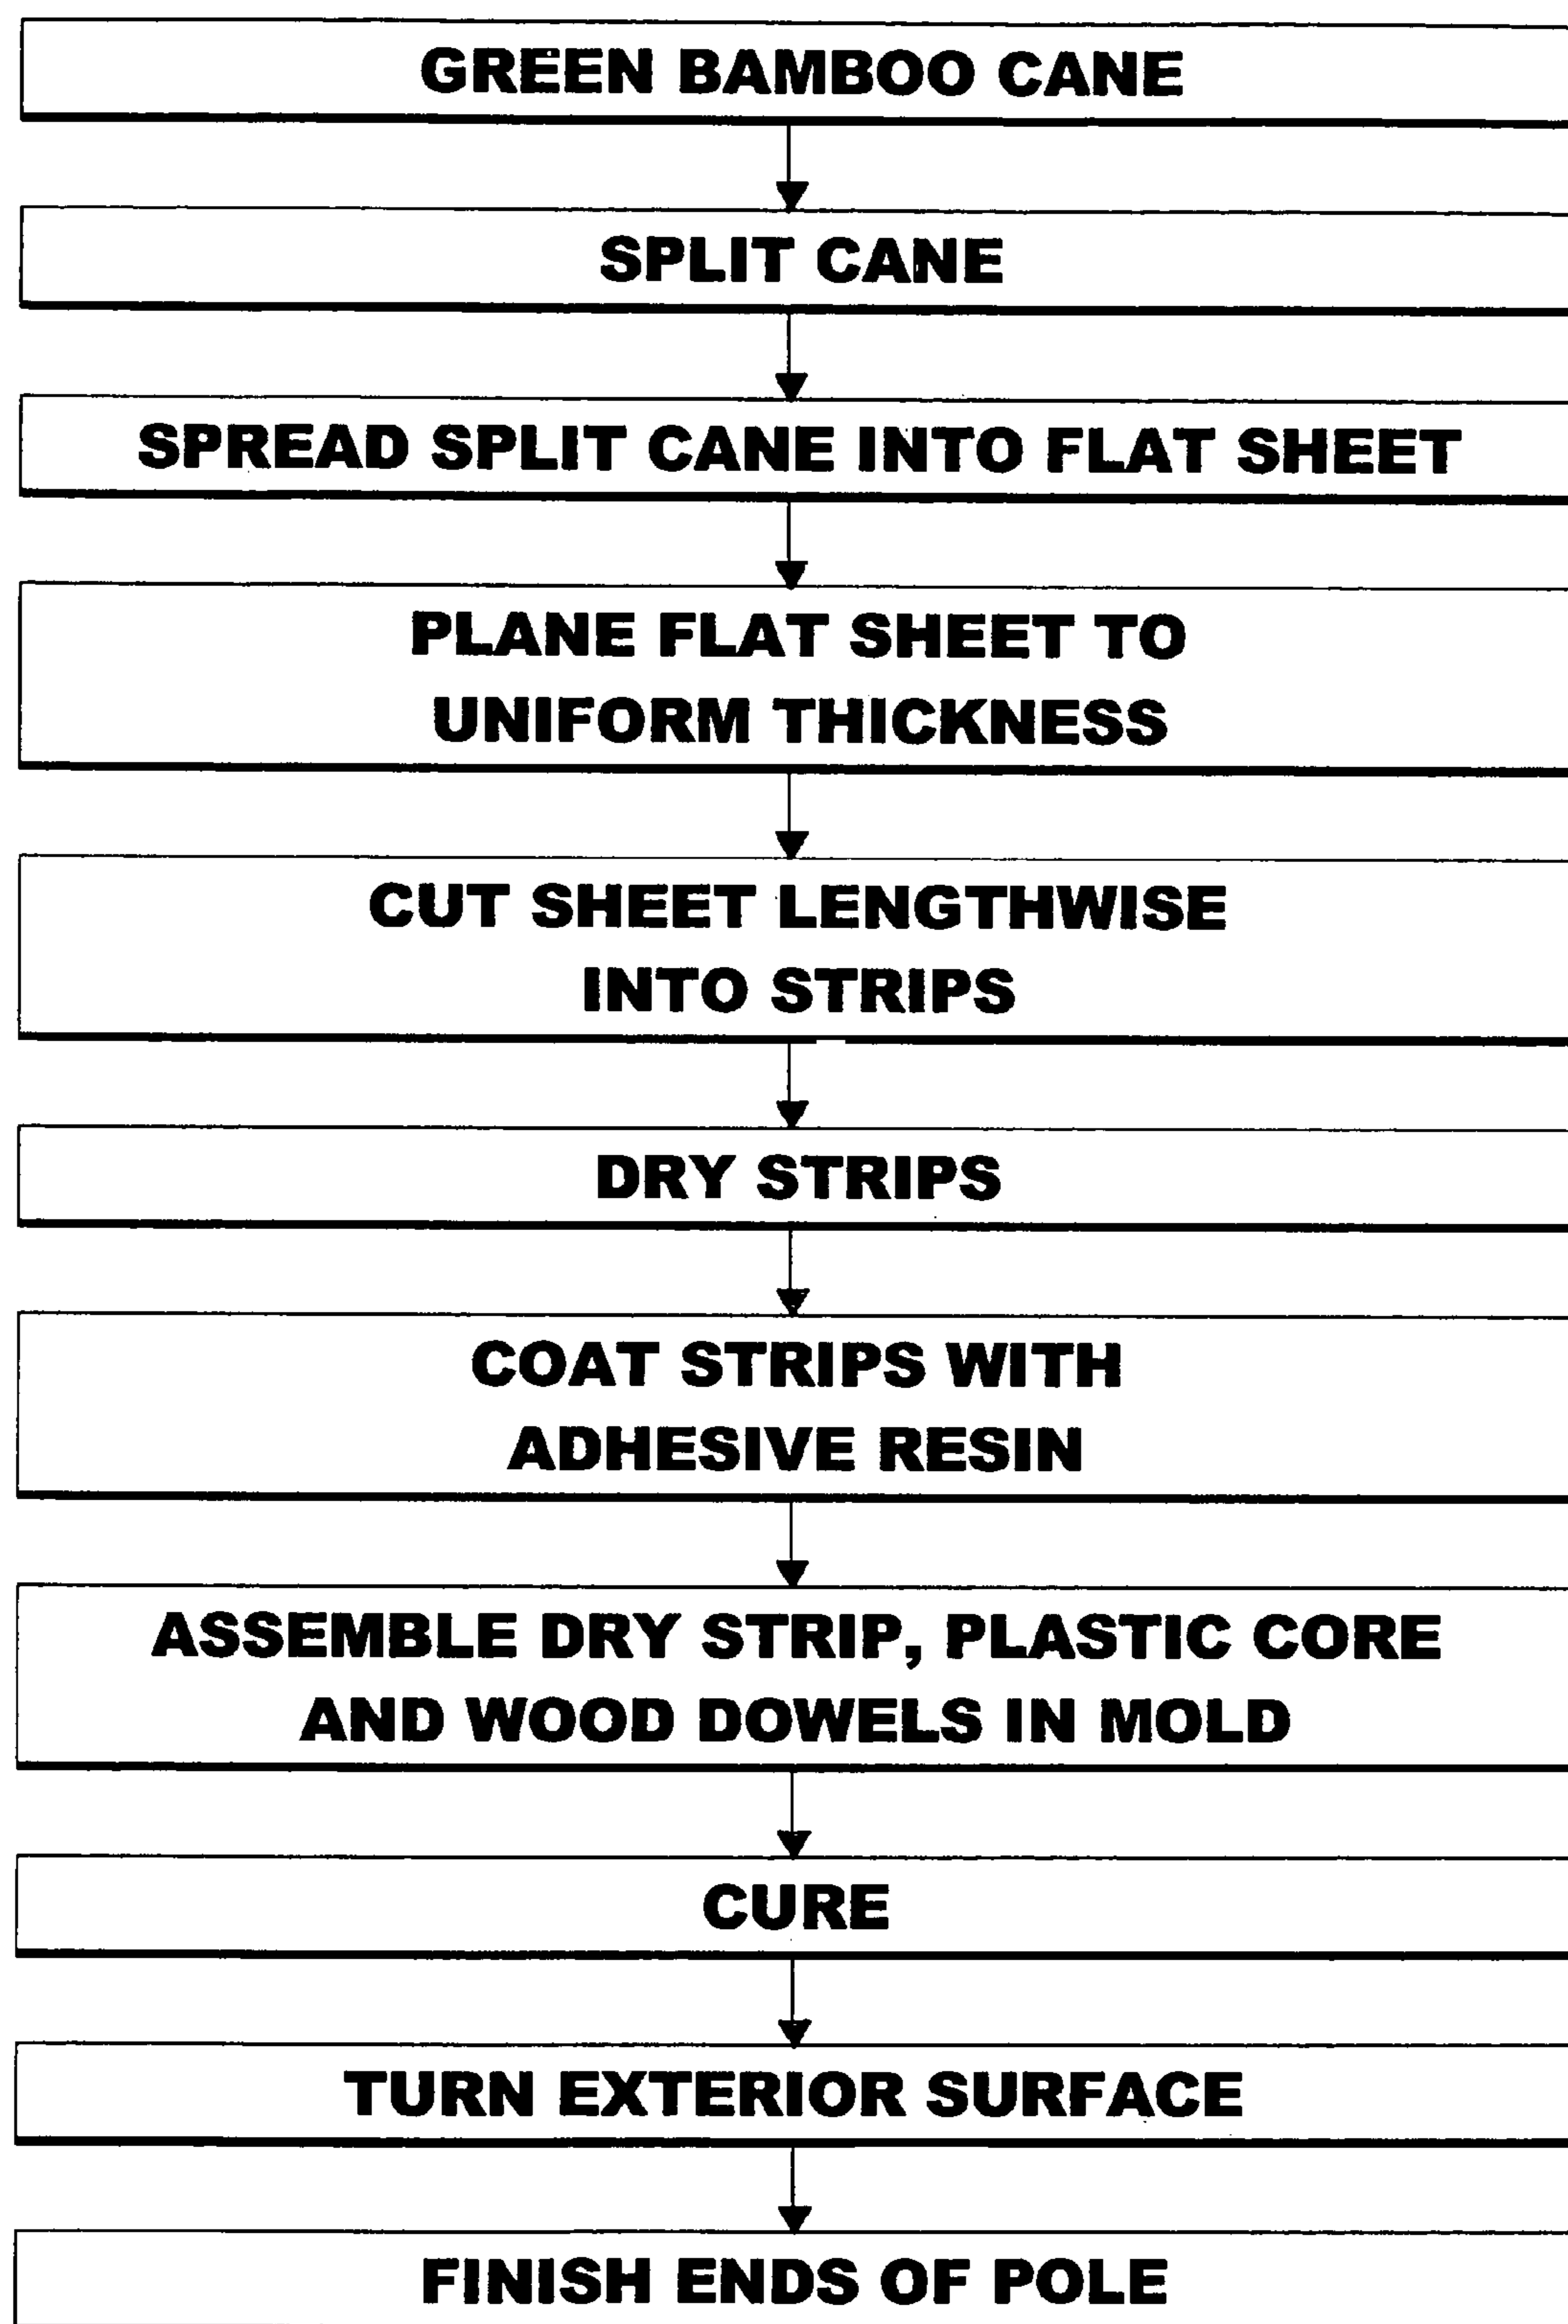 GREEN BAMBOO CANE
SPLIT CANE
SPREAD SPLIT CANE INTO FLAT SHEET
PLANE FLAT SHEET TO
UNIFORM THICKNESS
CUT SHEET LENGTHWISE
INTO STRIPS
DRY STRIPS
COAT STRIPS WITH
ADHESIVE RESIN
ASSEMBLE DRY STRIP, PLASTIC CORE
AND WOOD DOWELS IN MOLD
CURE
TURN EXTERIOR SURFACE
FINISH ENDS OF POLE